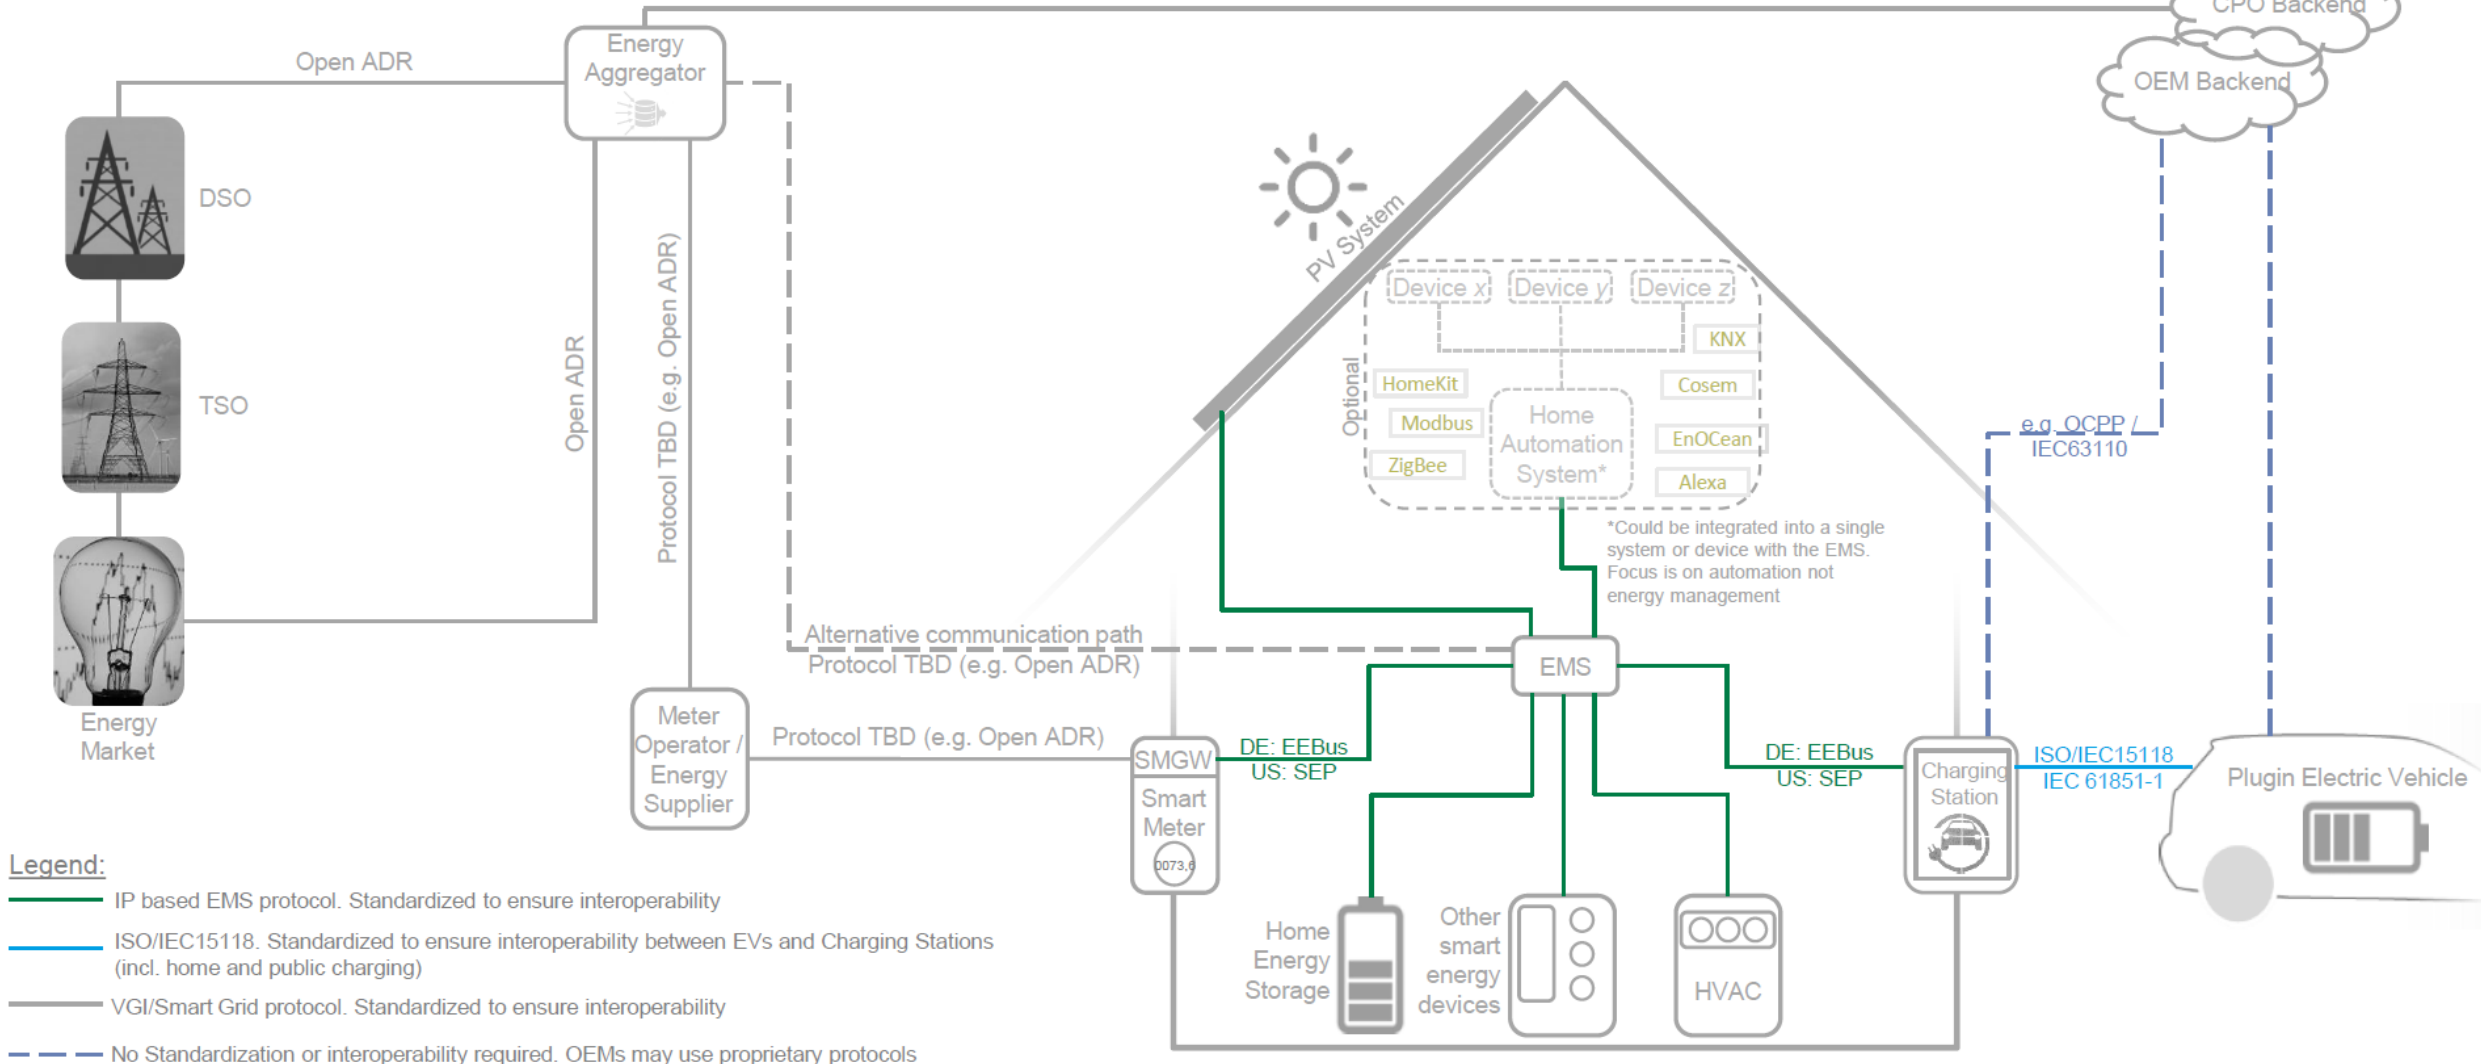 CPO Backend
OEM Backend
Energy
Aggregator
Open ADR
DSO
TSO
Energy
Market
Open ADR
Protocol TBD (e.g. Open ADR)
Alternative communication path
Protocol TBD (e.g. Open ADR)
Meter
Operator /
Energy
Supplier
Protocol TBD (e.g. Open ADR)
PV System
Optional
Device x
Device y
Device z
KNX
HomeKit
Cosem
Modbus
EnOCean
ZigBee
Alexa
Home
Automation
System*
*Could be integrated into a single
system or device with the EMS.
Focus is on automation not
energy management
EMS
e.g. OCPP /
IEC63110
SMGW
Smart
Meter
0073,6
DE: EEBus
US: SEP
DE: EEBus
US: SEP
Charging
Station
ISO/IEC15118
IEC 61851-1
Plugin Electric Vehicle
Home
Energy
Storage
Other
smart
energy
devices
HVAC
Legend:
IP based EMS protocol. Standardized to ensure interoperability
ISO/IEC15118. Standardized to ensure interoperability between EVs and Charging Stations
(incl. home and public charging)
VGI/Smart Grid protocol. Standardized to ensure interoperability
No Standardization or interoperability required. OEMs may use proprietary protocols